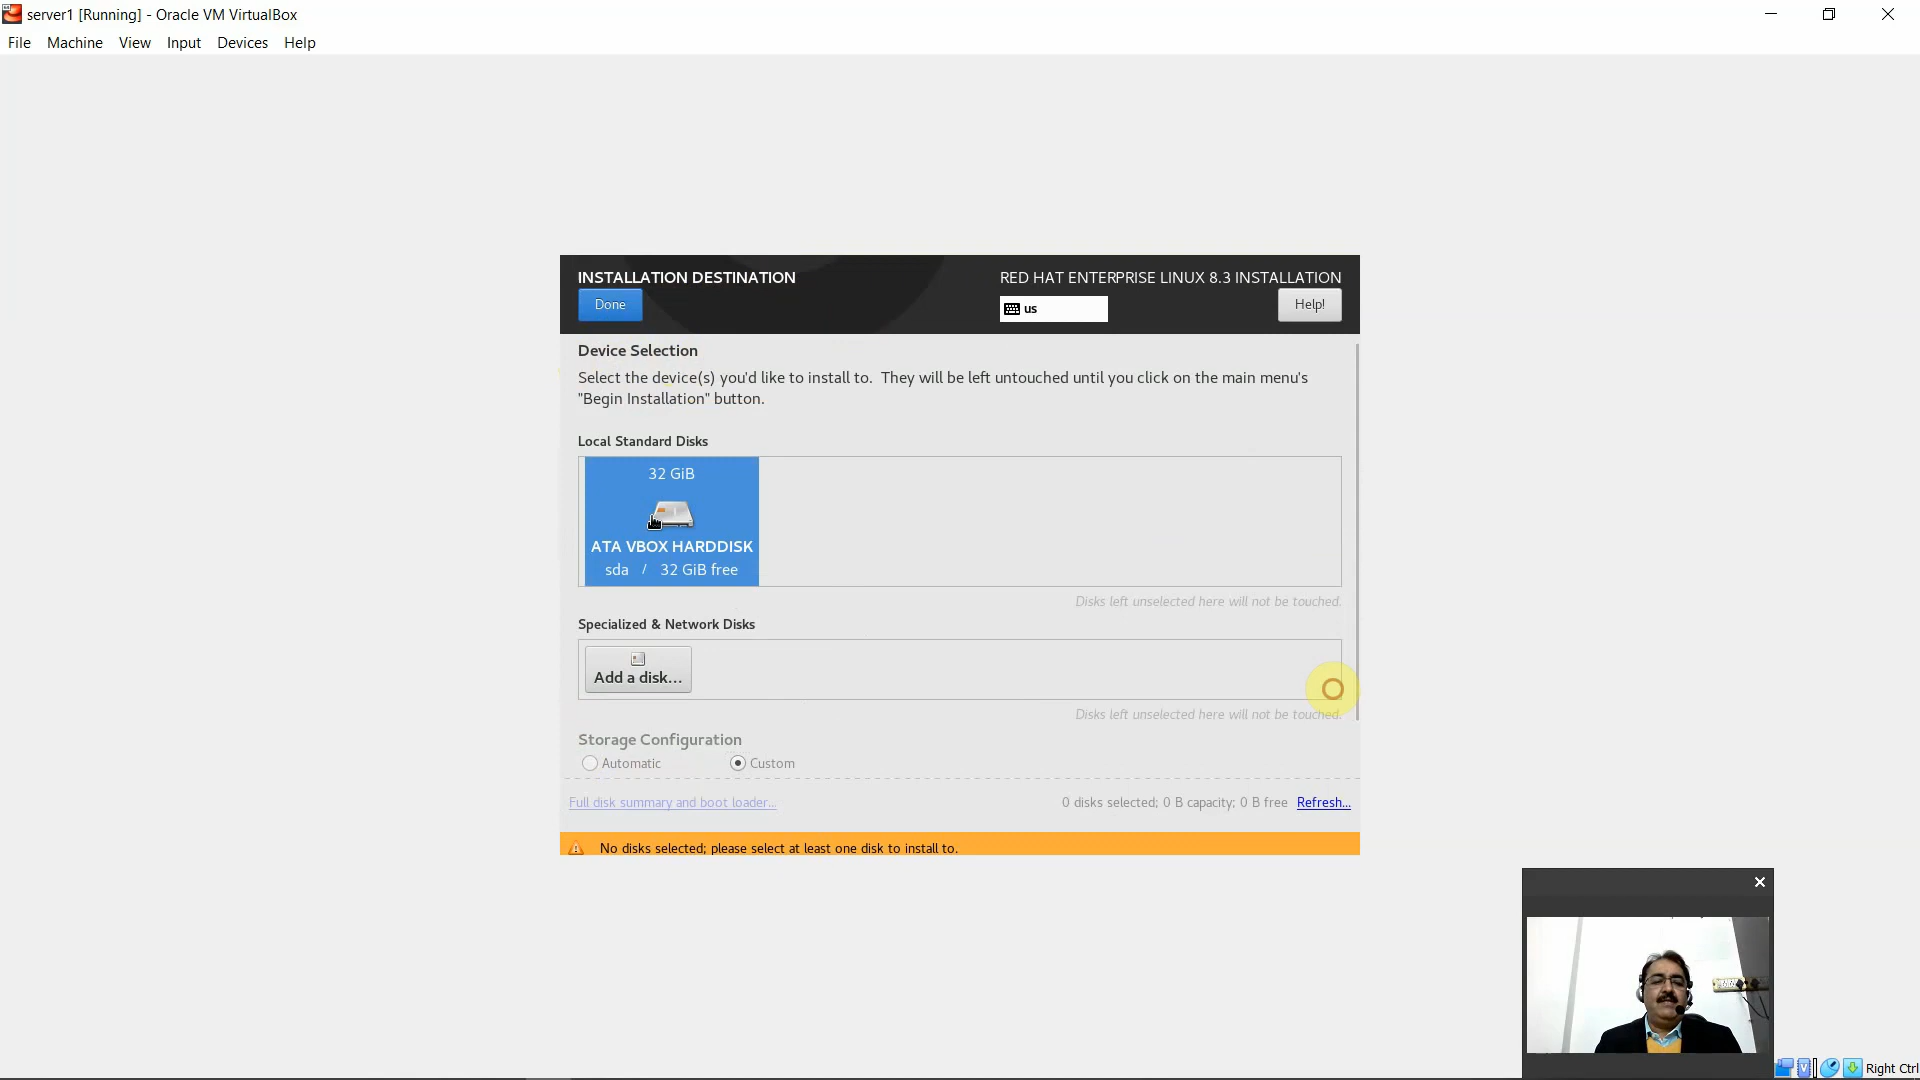 server1 [Running] - Oracle VM VirtualBox
File Machine View Input Devices Help
INSTALLATION DESTINATION
RED HAT ENTERPRISE LINUX 8.3 INSTALLATION
Done
us
Help!
Device Selection
Select the device(s) you'd like to install to. They will be left untouched until you click on the main menu's
"Begin Installation" button.
Local Standard Disks
32 GiB
ATA VBOX HARDDISK
sda / 32 GiB free
Disks left unselected here will not be touched.
Specialized & Network Disks
Add a disk...
Disks left unselected here will not be touched.
Storage Configuration
Automatic
Custom
Full disk summary and boot loader...
0 disks selected; 0 B capacity; 0 B free Refresh...
No disks selected; please select at least one disk to install to.
Right Ctrl